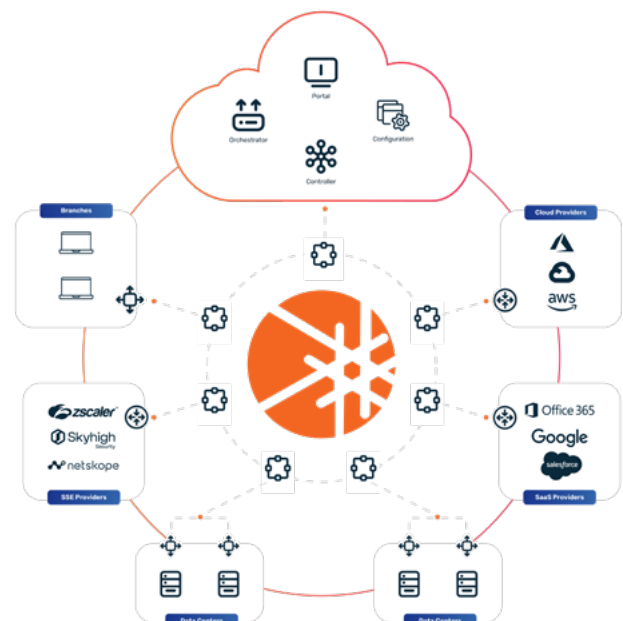 Portal
Orchestrator
Configuration
Controller
Branches
Cloud Providers
aws
zscaler
Skyhigh
Security
netskope
SSE Providers
Office 365
Google
salesforce
SaaS Providers
Data Centers
Data Centers